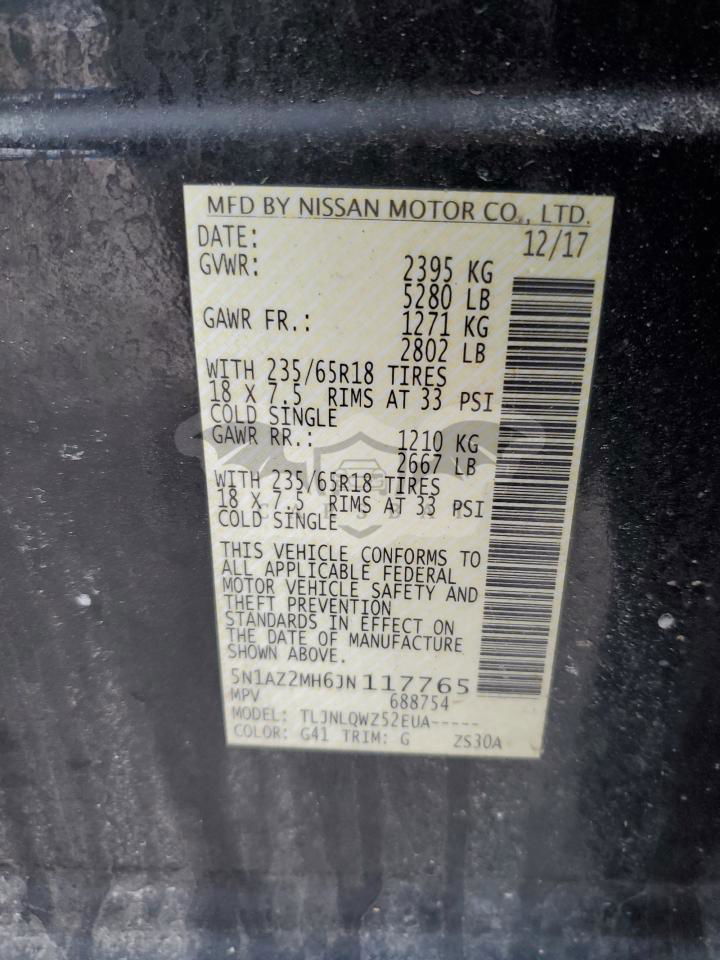 MFD BY NISSAN MOTOR CO., LTD.
DATE: 12/17
GVWR: 2395 KG
5280 LB
GAWR FR.: 1271 KG
2802 LB
WITH 235/65R18 TIRES
18 X 7.5 RIMS AT 33 PSI
COLD SINGLE
GAWR RR.: 1210 KG
2667 LB
WITH 235/65R18 TIRES
18 X 7.5 RIMS AT 33 PSI
COLD SINGLE
THIS VEHICLE CONFORMS TO
ALL APPLICABLE FEDERAL
MOTOR VEHICLE SAFETY AND
THEFT PREVENTION
STANDARDS IN EFFECT ON
THE DATE OF MANUFACTURE
SHOWN ABOVE.
5N1AZ2MH6JN 117765
MPV 688754
MODEL: TLJNLQWZ52EUA-----
COLOR: G41 TRIM: G ZS30A